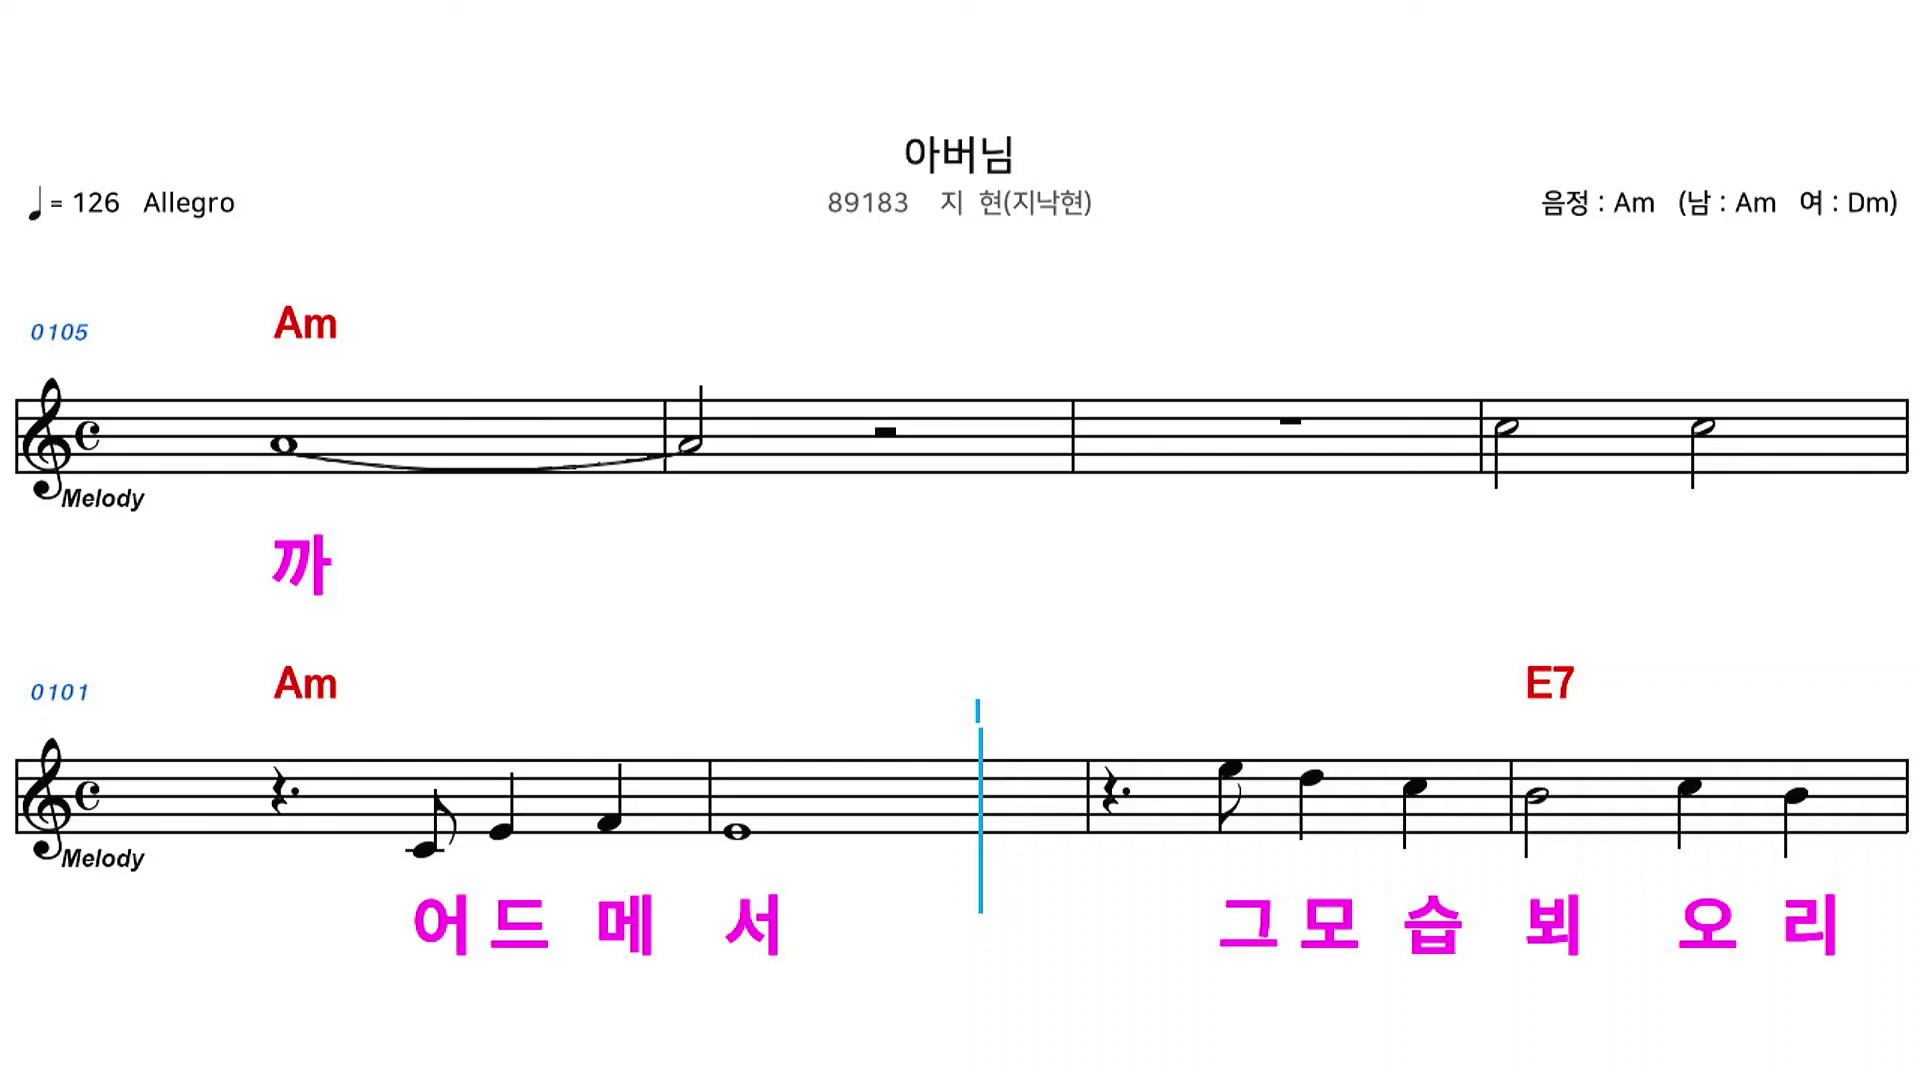 아버님
♩= 126 Allegro 89183 지 현(지낙현) 음정 : Am (남 : Am 여 : Dm)
0105 Am
Melody
까
0101 Am E7
Melody
어 드 메 서 그 모 습 뵈 오 리